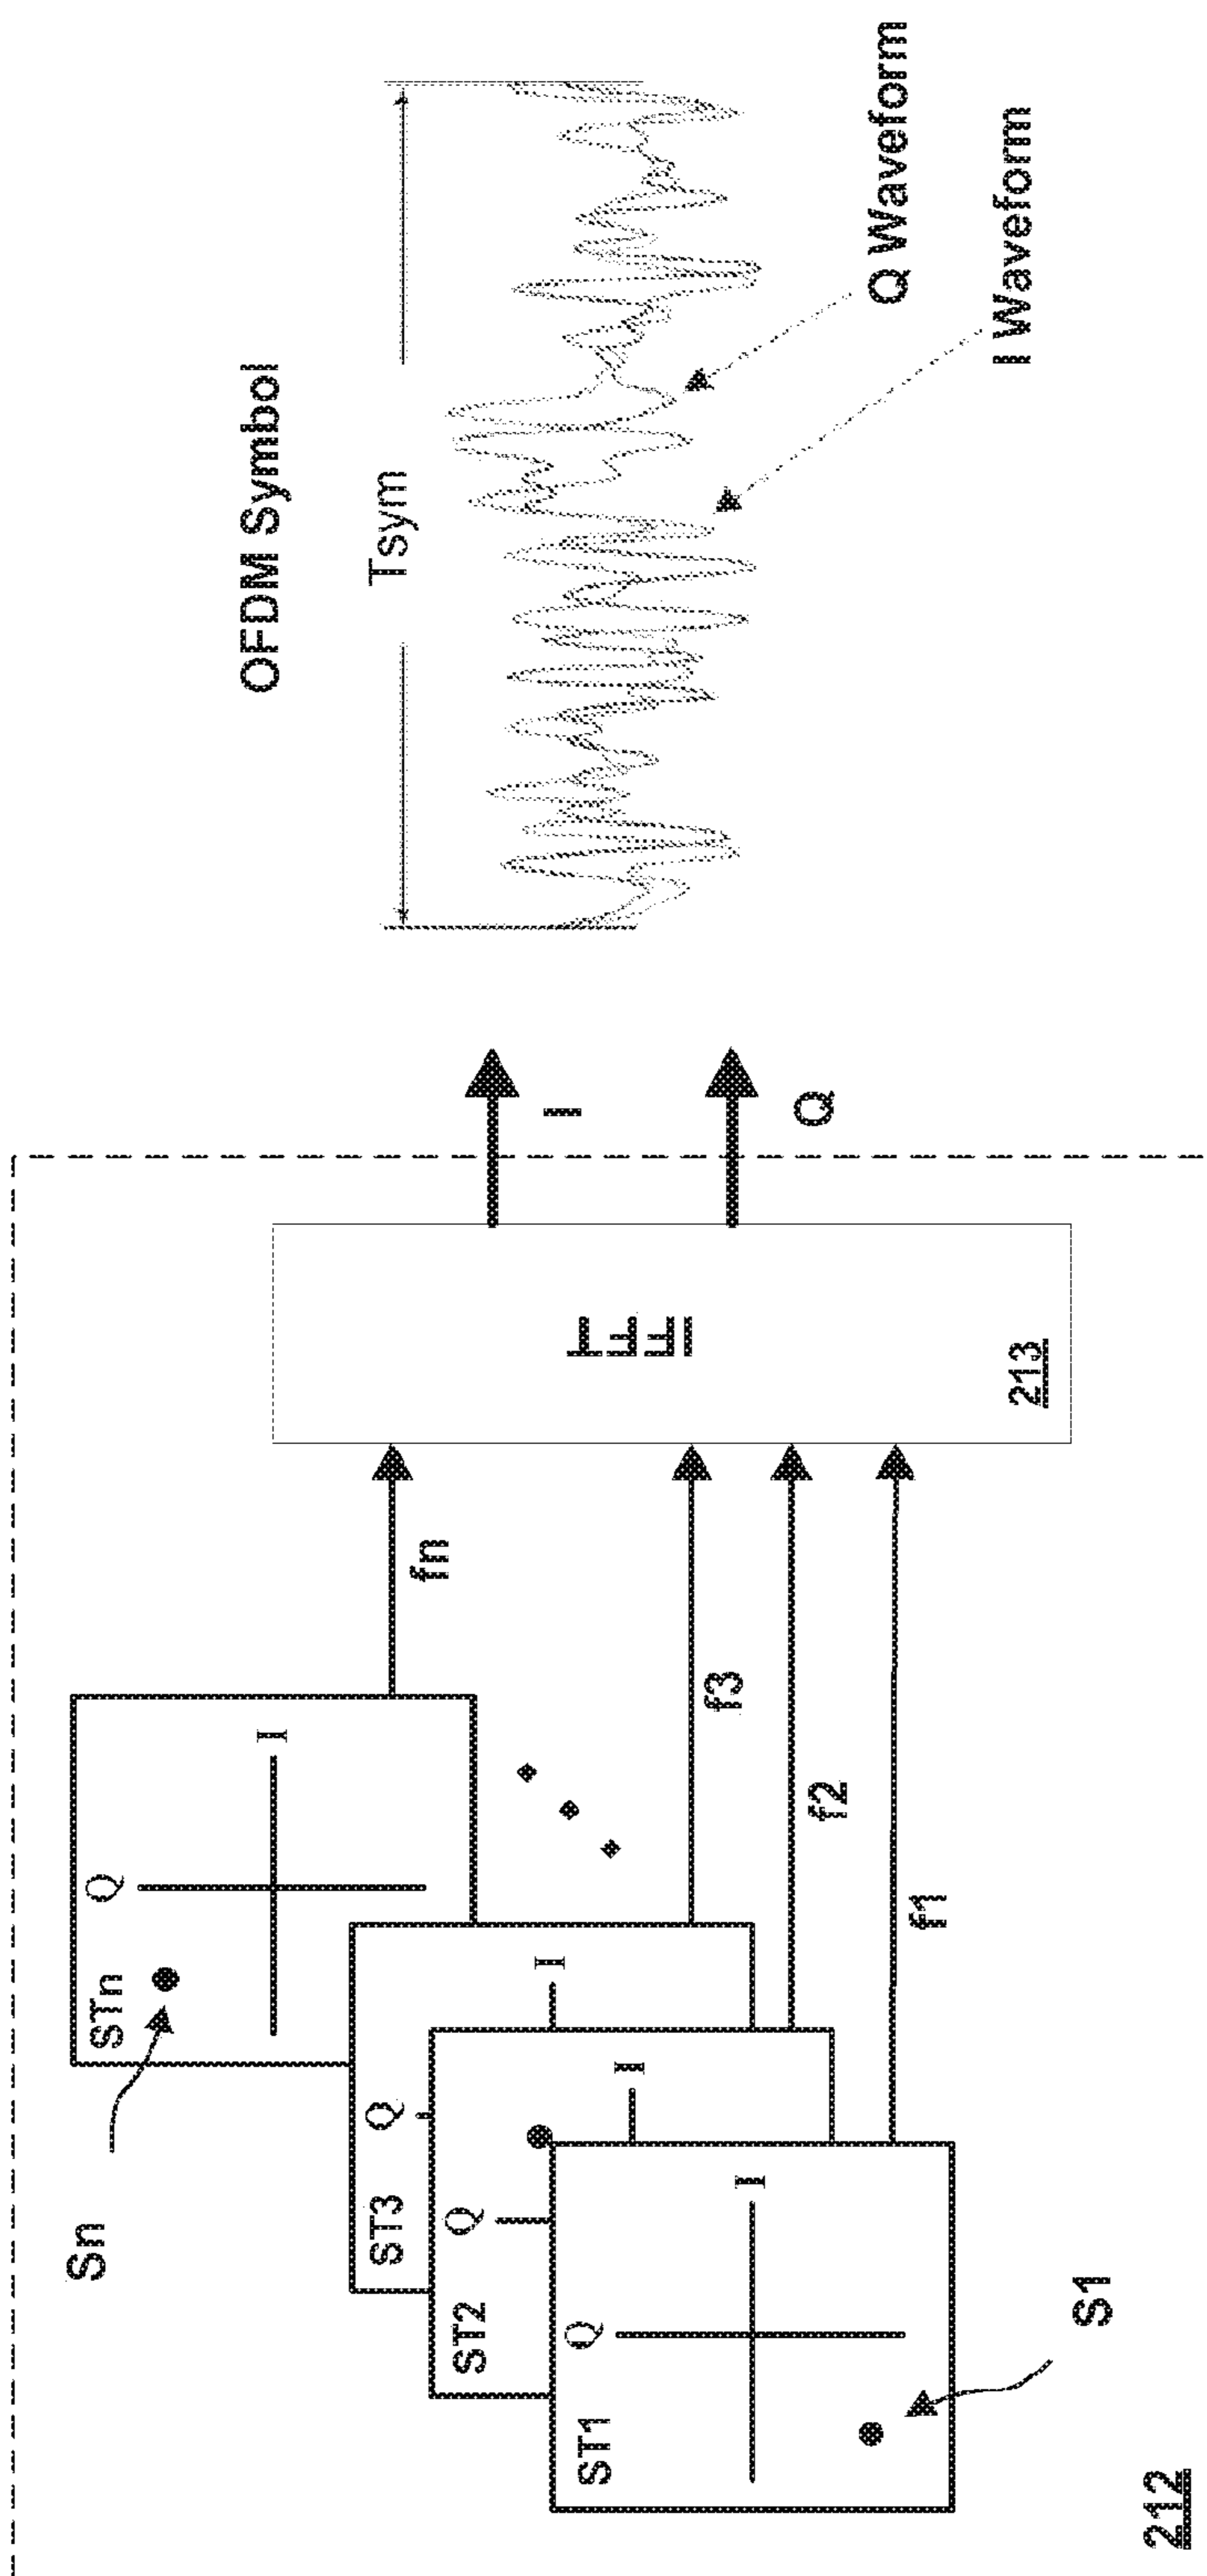 OFDM Symbol
Tsym
Q Waveform
I Waveform
I
Q
IFFT
213
fn
f3
f2
f1
STn
Q
I
Sn
ST3
Q
I
ST2
Q
I
ST1
Q
I
S1
212